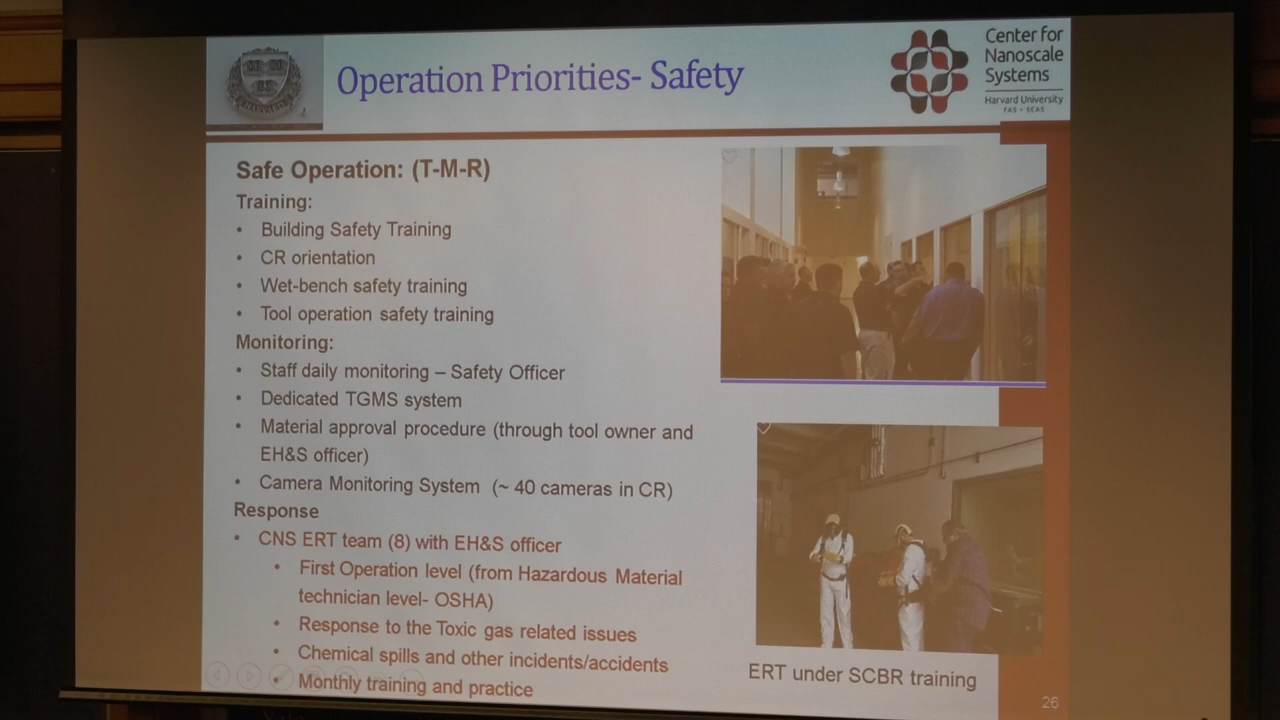 Operation Priorities- Safety
Center for
Nanoscale
Systems
Harvard University
FAS • SEAS
HARVARD
Safe Operation: (T-M-R)
Training:
• Building Safety Training
• CR orientation
• Wet-bench safety training
• Tool operation safety training
Monitoring:
• Staff daily monitoring – Safety Officer
• Dedicated TGMS system
• Material approval procedure (through tool owner and
EH&S officer)
• Camera Monitoring System (~ 40 cameras in CR)
Response
• CNS ERT team (8) with EH&S officer
• First Operation level (from Hazardous Material
technician level- OSHA)
• Response to the Toxic gas related issues
• Chemical spills and other incidents/accidents
• Monthly training and practice
ERT under SCBR training
26